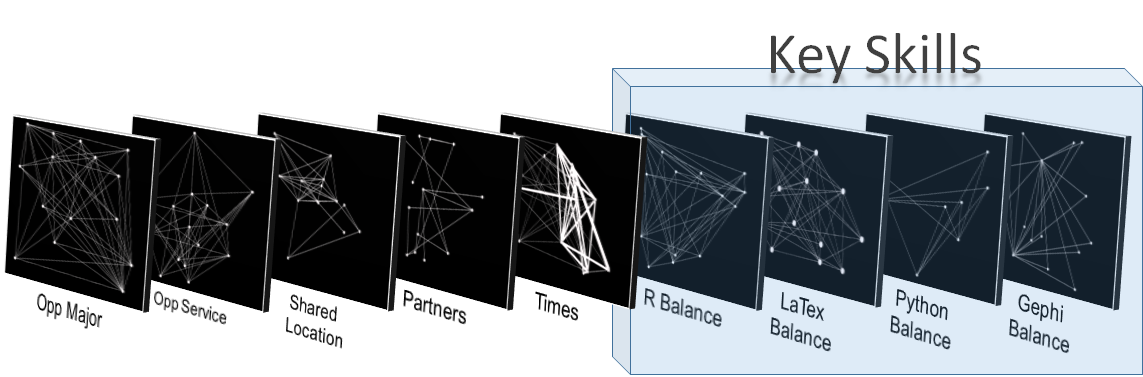 Key Skills
Opp Major
Opp Service
Shared
Location
Partners
Times
R Balance
LaTex
Balance
Python
Balance
Gephi
Balance